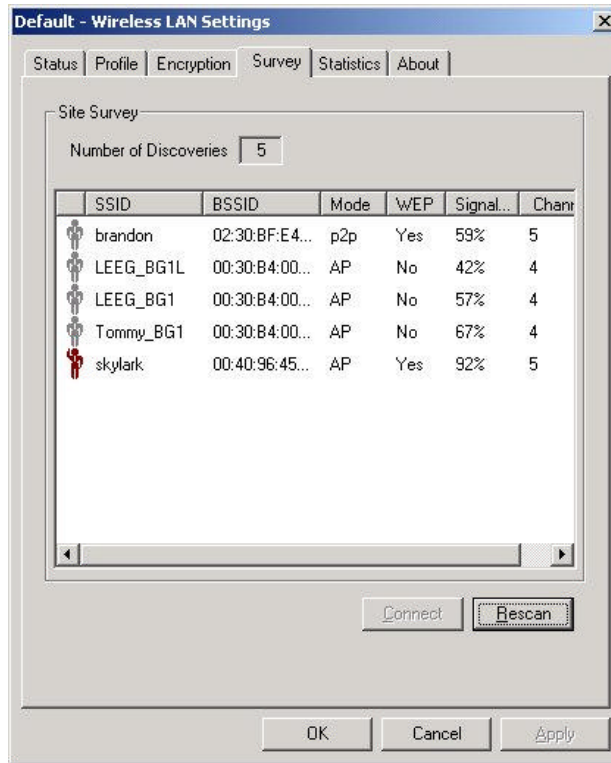 Default - Wireless LAN Settings
Status Profile Encryption Survey Statistics About
Site Survey
Number of Discoveries 5
SSID BSSID Mode WEP Signal... Chan
brandon 02:30:BF:E4... p2p Yes 59% 5
LEEG_BG1L 00:30:B4:00... AP No 42% 4
LEEG_BG1 00:30:B4:00... AP No 57% 4
Tommy_BG1 00:30:B4:00... AP No 67% 4
skylark 00:40:96:45... AP Yes 92% 5
Connect Rescan
OK Cancel Apply